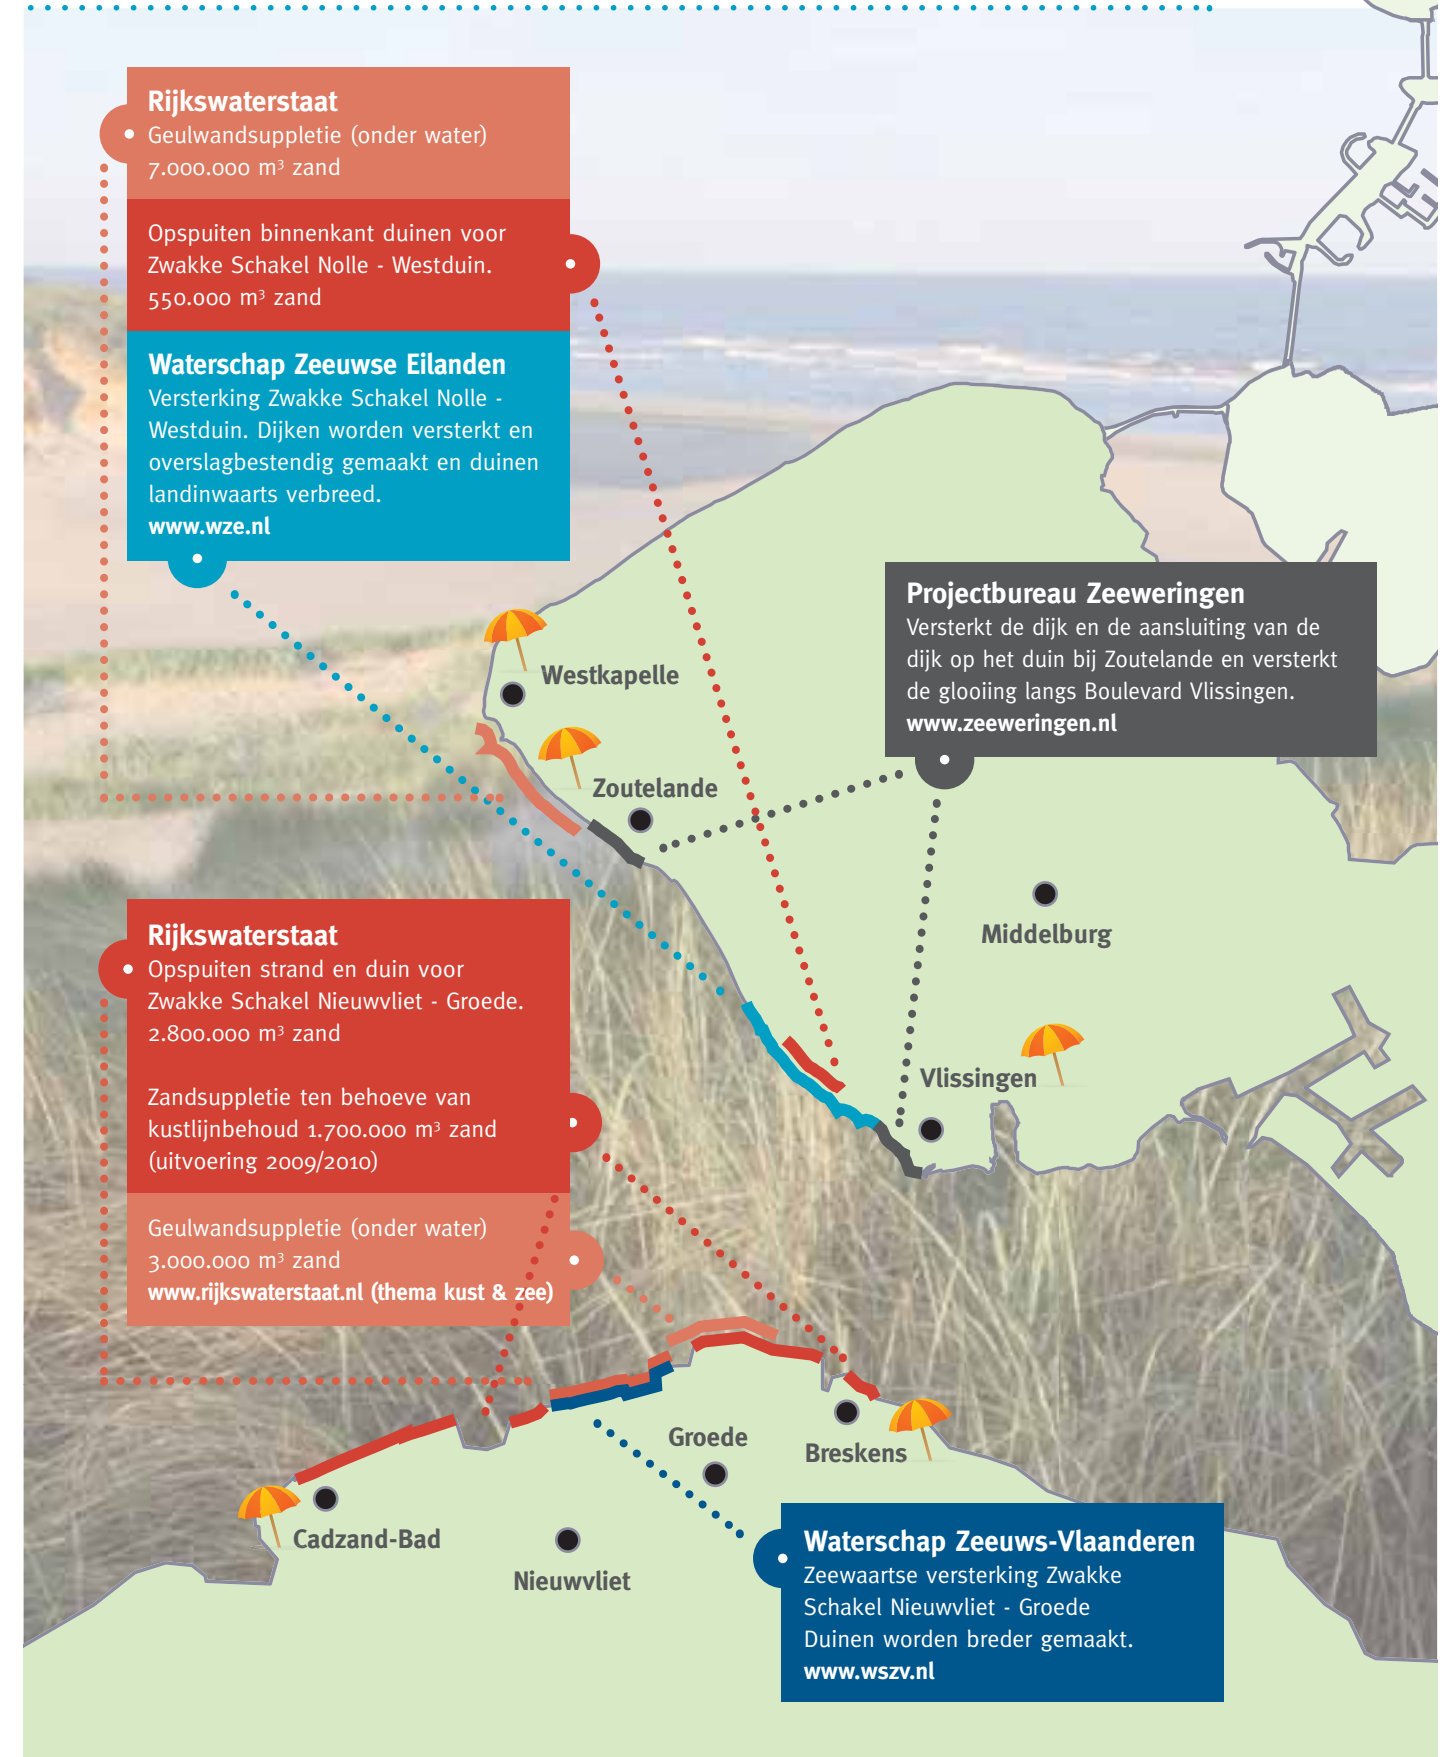 Rijkswaterstaat
Geulwandsuppletie (onder water)
7.000.000 m³ zand
Opspuiten binnenkant duinen voor
Zwakke Schakel Nolle - Westduin.
550.000 m³ zand
Waterschap Zeeuwse Eilanden
Versterking Zwakke Schakel Nolle -
Westduin. Dijken worden versterkt en
overslagbestendig gemaakt en duinen
landinwaarts verbreed.
www.wze.nl
Projectbureau Zeeweringen
Versterkt de dijk en de aansluiting van de
dijk op het duin bij Zoutelande en versterkt
de glooiing langs Boulevard Vlissingen.
www.zeeweringen.nl
Westkapelle
Zoutelande
Middelburg
Vlissingen
Rijkswaterstaat
Opspuiten strand en duin voor
Zwakke Schakel Nieuwvliet - Groede.
2.800.000 m³ zand
Zandsuppletie ten behoeve van
kustlijnbehoud 1.700.000 m³ zand
(uitvoering 2009/2010)
Geulwandsuppletie (onder water)
3.000.000 m³ zand
www.rijkswaterstaat.nl (thema kust & zee)
Groede
Breskens
Cadzand-Bad
Nieuwvliet
Waterschap Zeeuws-Vlaanderen
Zeewaartse versterking Zwakke
Schakel Nieuwvliet - Groede
Duinen worden breder gemaakt.
www.wszv.nl